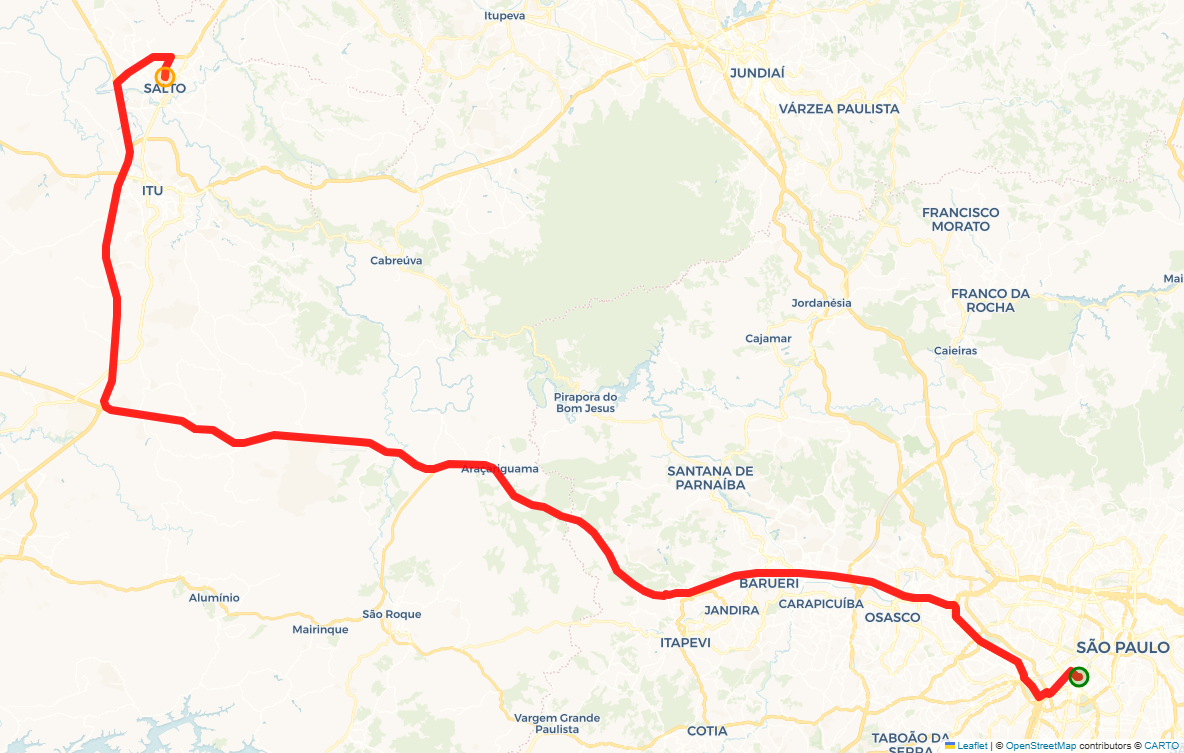 Itupeva
JUNDIAÍ
SALTO
VÁRZEA PAULISTA
ITU
FRANCISCO
MORATO
Cabreúva
Mai
FRANCO DA
ROCHA
Jordanésia
Cajamar
Caieiras
Pirapora do
Bom Jesus
Araçariguama
SANTANA DE
PARNAÍBA
BARUERI
Alumínio
CARAPICUÍBA
JANDIRA
São Roque
OSASCO
Mairinque
ITAPEVI
SÃO PAULO
Vargem Grande
Paulista
COTIA
TABOÃO DA
SERRA
Leaflet | © OpenStreetMap contributors © CARTO